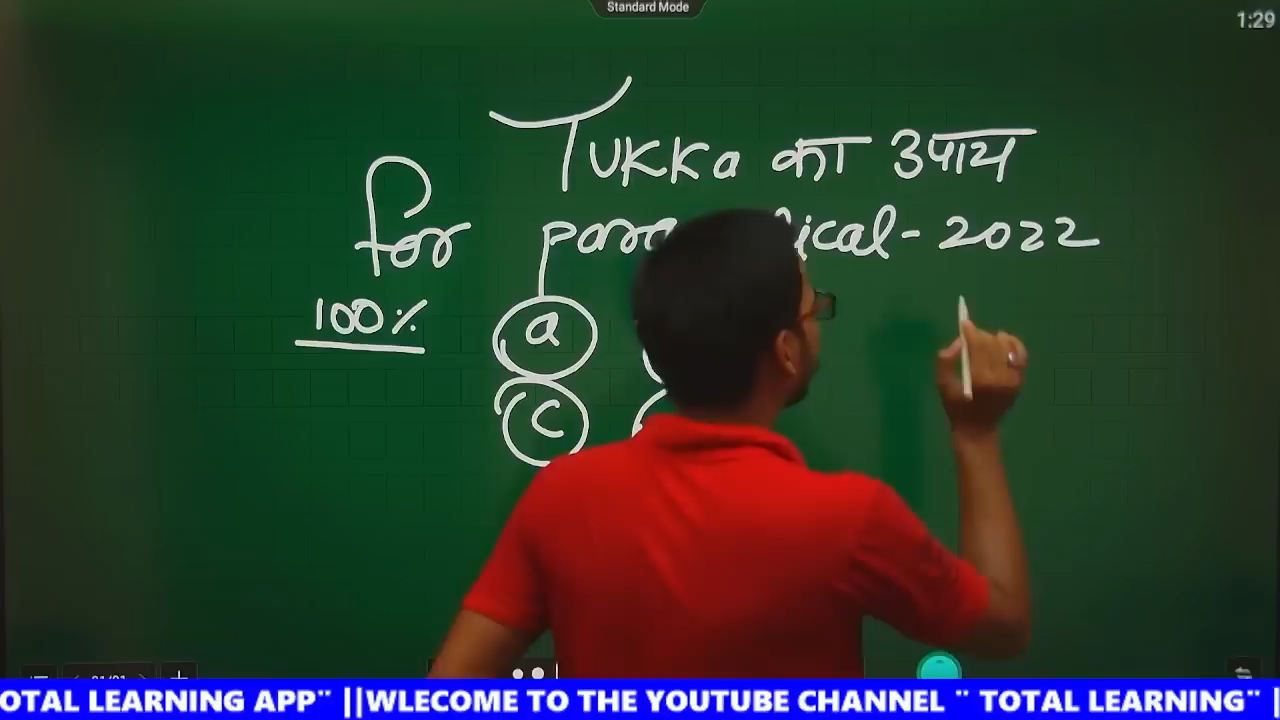 Standard Mode
1:29
Tukka का उपाय
for 2022
100%
a
c
OTAL LEARNING APP" ||WLECOME TO THE YOUTUBE CHANNEL " TOTAL LEARNING" |